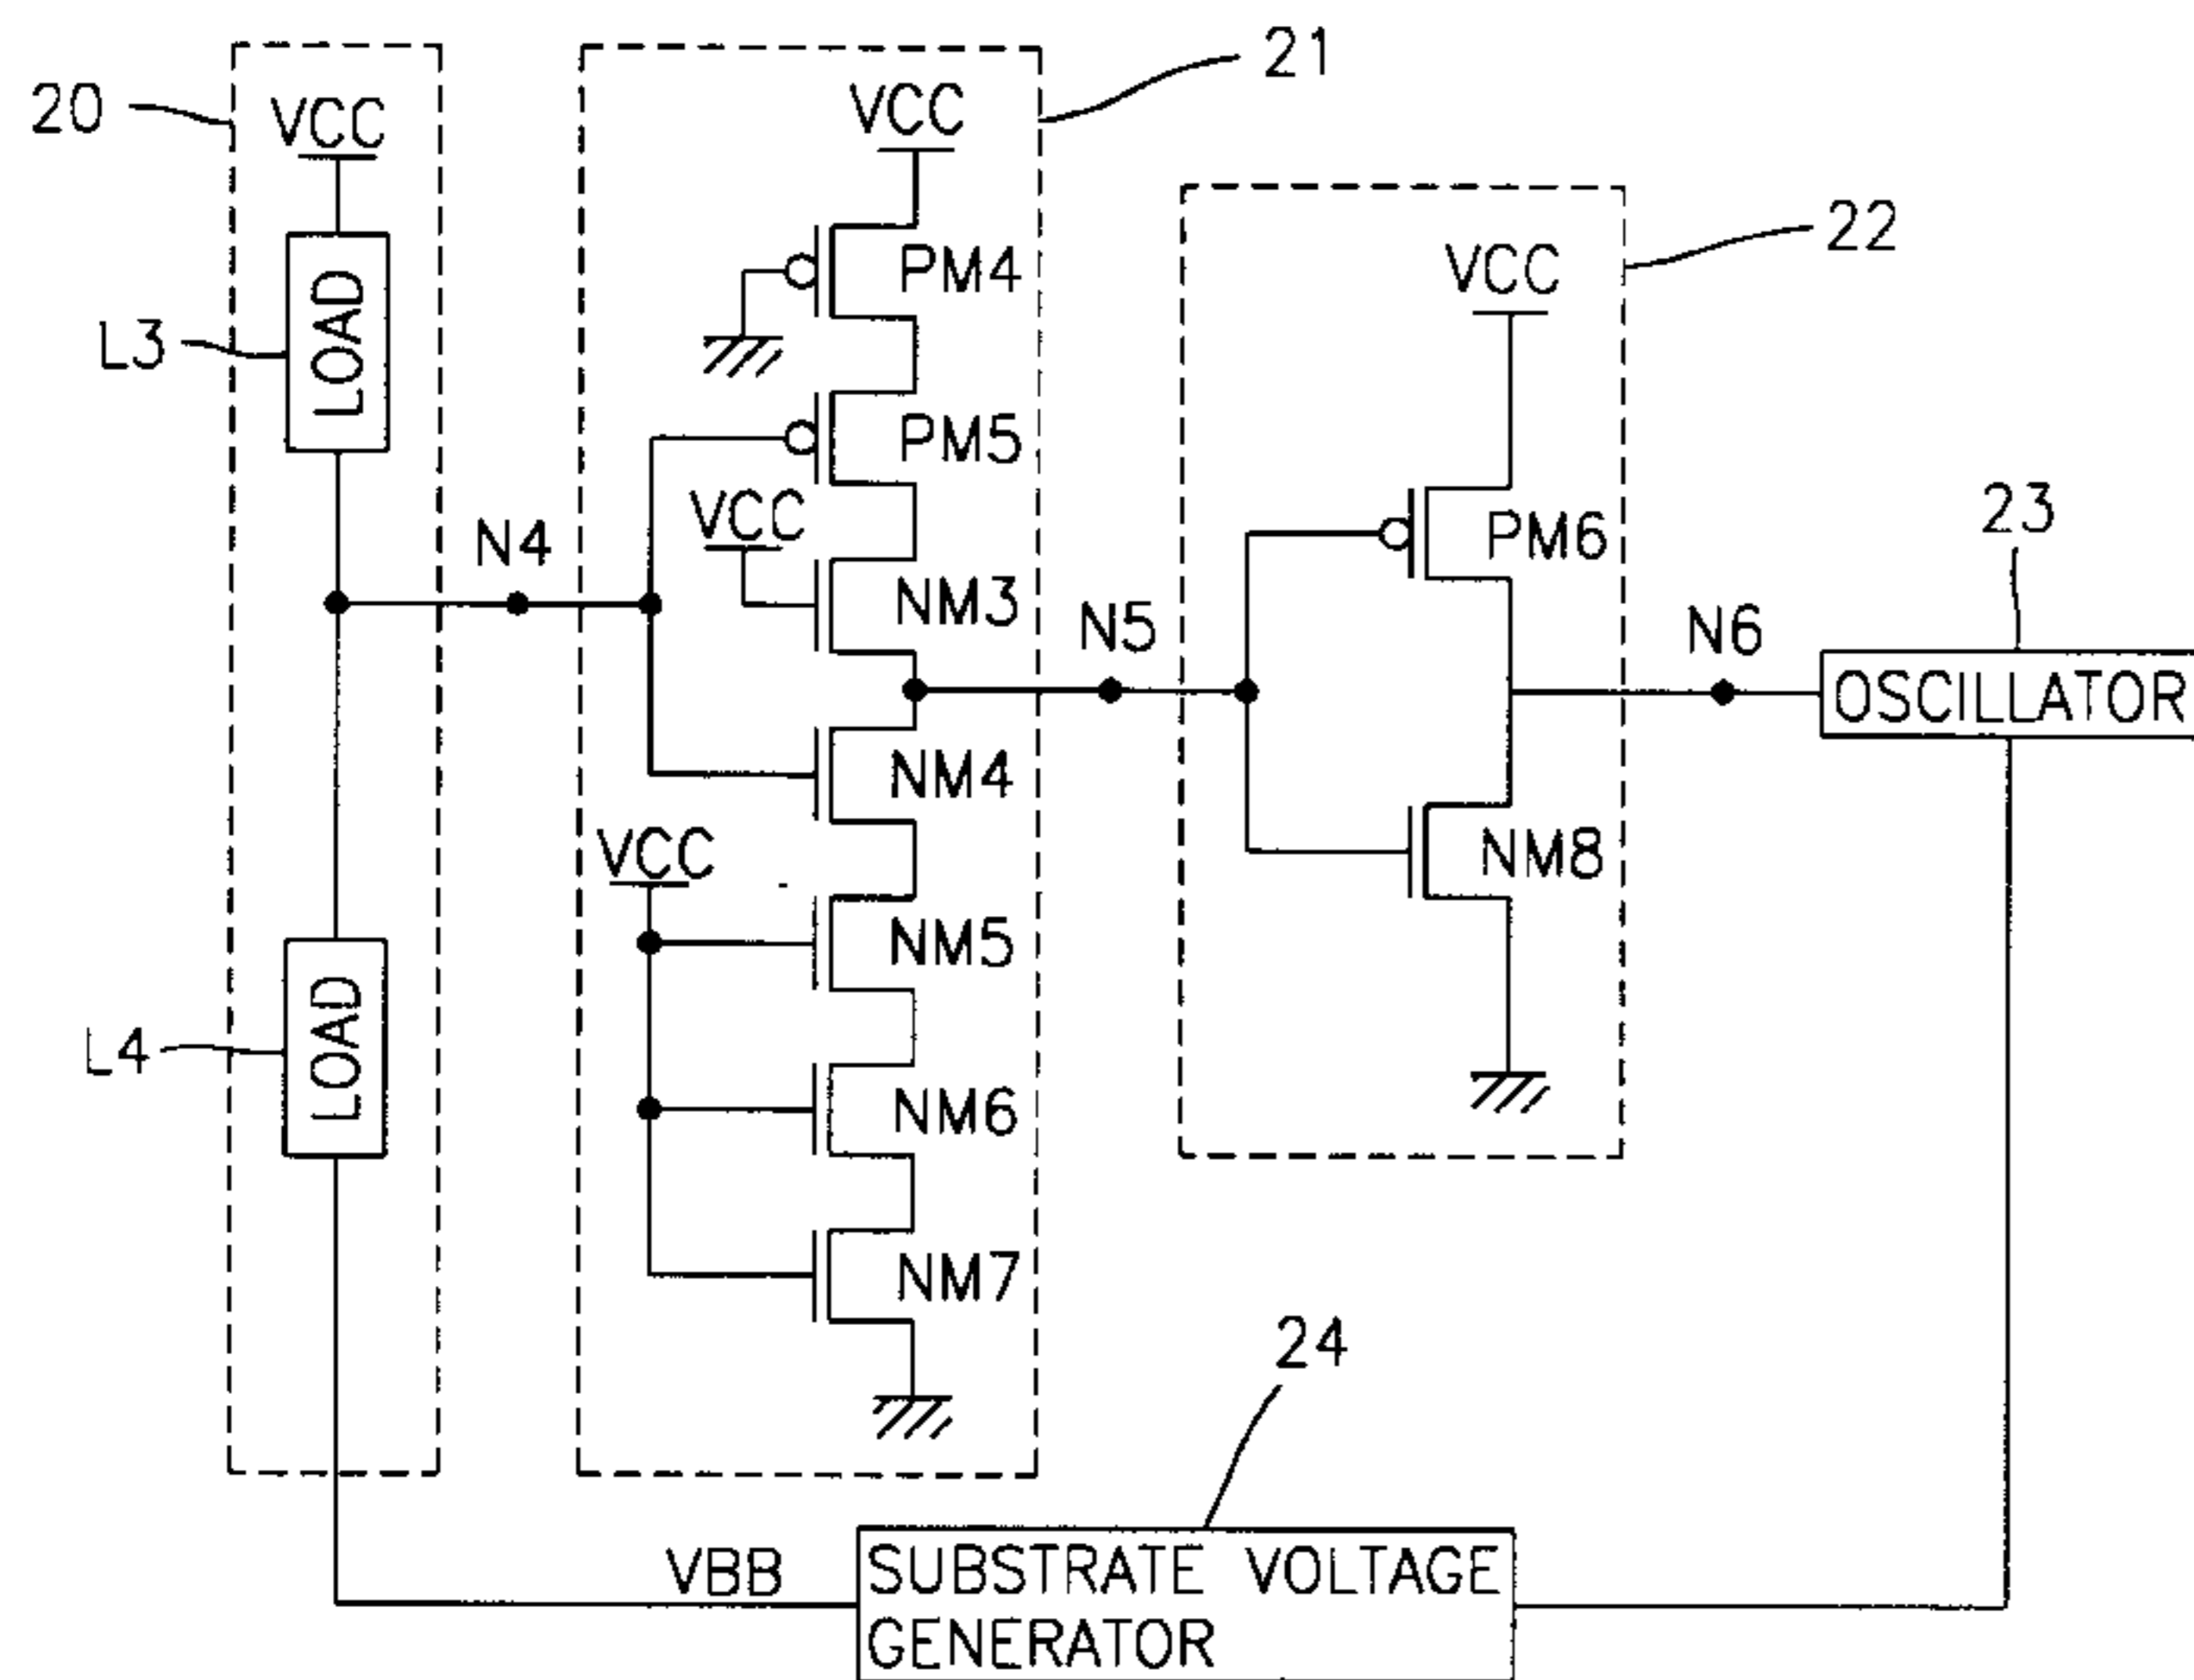 21
20
VCC
VCC
22
PM4
VCC
L3
LOAD
PM5
VCC
23
N4
PM6
NM3
N5
N6
OSCILLATOR
NM4
VCC
NM8
NM5
L4
LOAD
NM6
NM7
24
VBB
SUBSTRATE VOLTAGE
GENERATOR